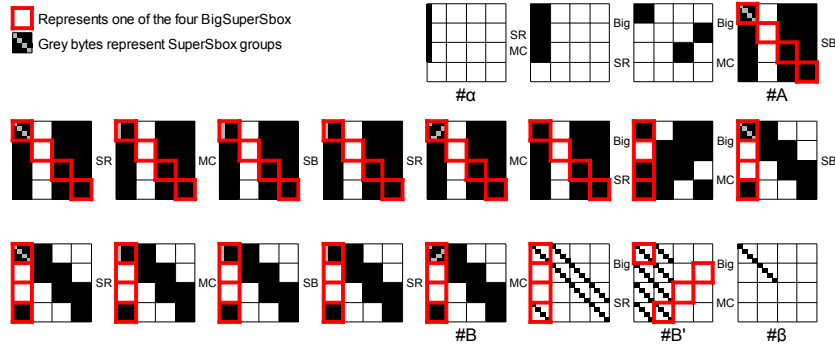 Represents one of the four BigSuperSbox
Grey bytes represent SuperSbox groups
SR Big Big
SB
MC SR MC
#α #A
SR MC SB SR MC Big Big
SB
SR MC
SR MC SB SR MC Big Big
SR MC
#B #B' #β